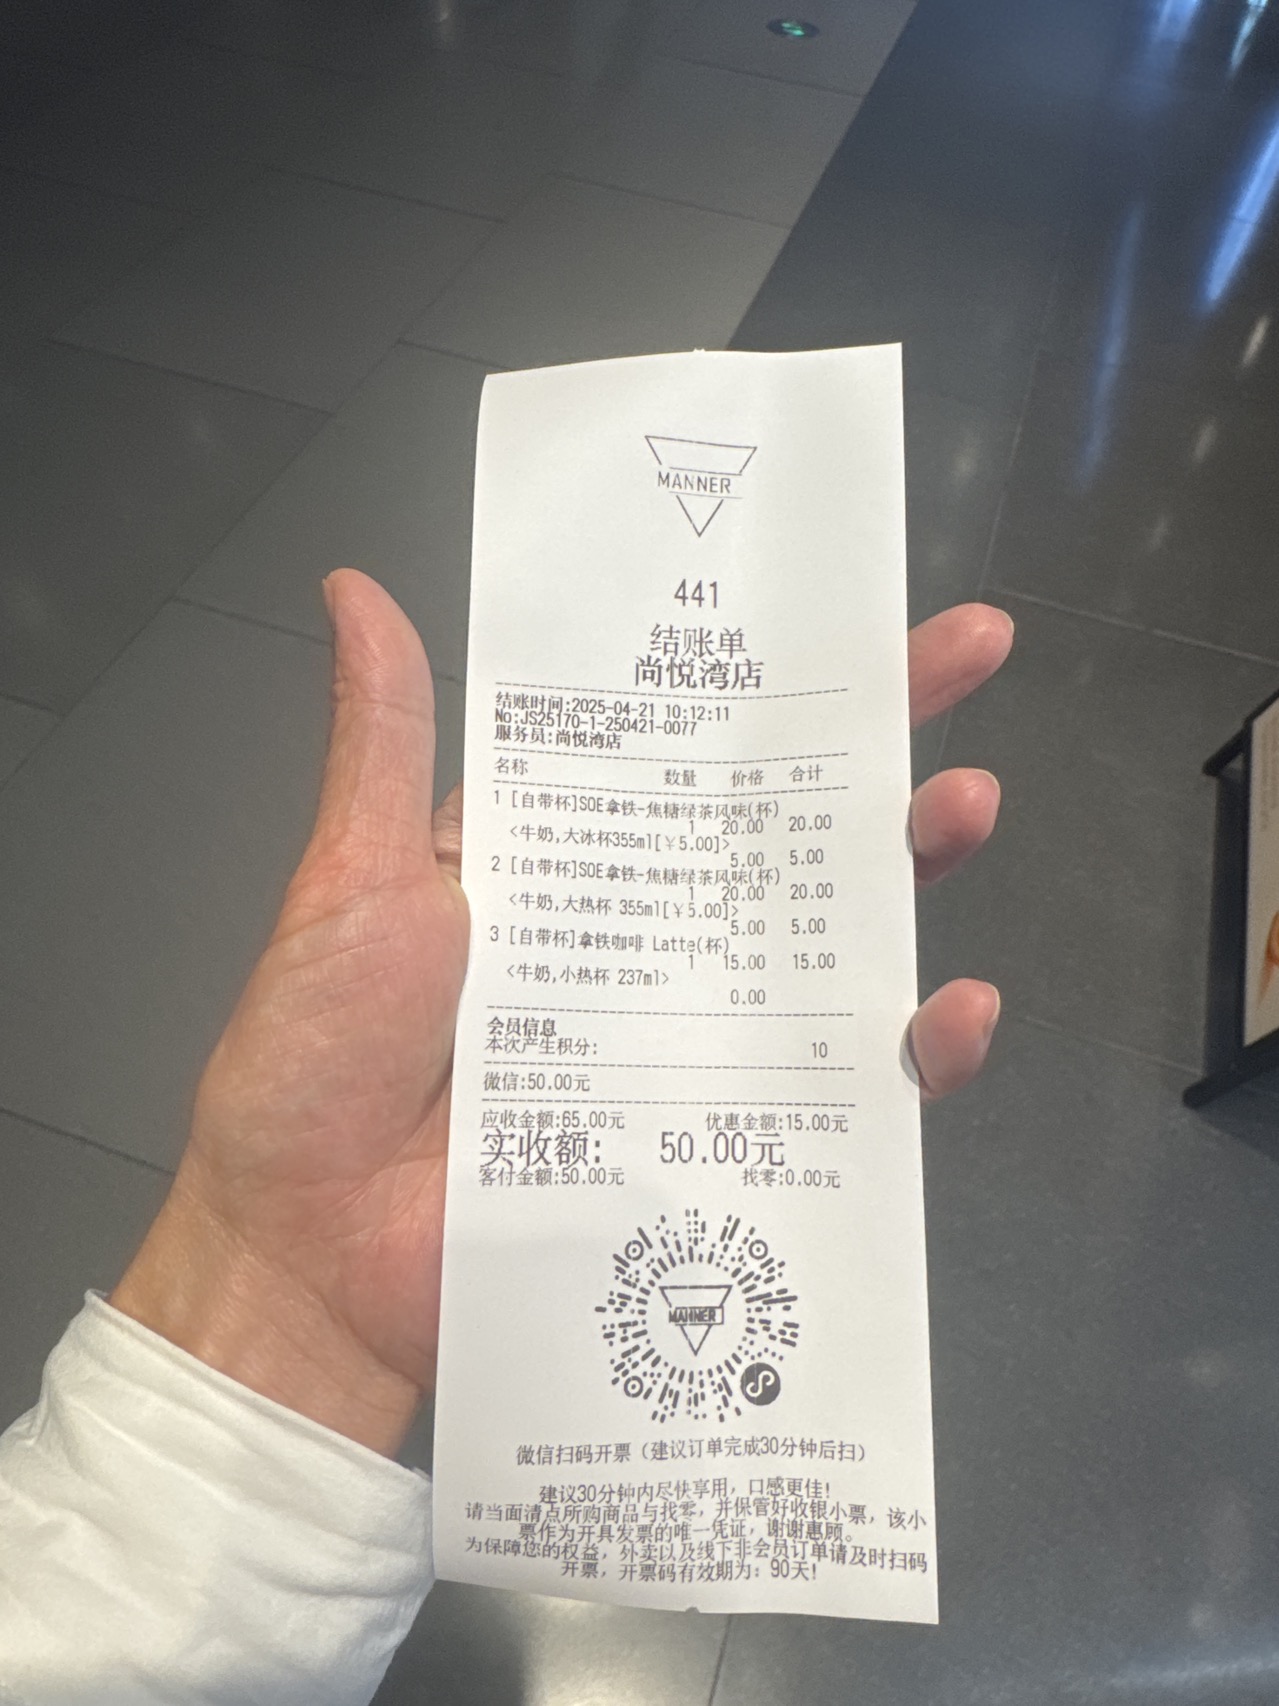 MANNER
441
结账单
尚悦湾店
结账时间:2025-04-21 10:12:11
No:JS25170-1-250421-0077
服务员:尚悦湾店
名称 数量 价格 合计
1 [自带杯]SOE拿铁-焦糖绿茶风味(杯)
1 20.00 20.00
<牛奶,大冰杯355ml[¥5.00]>
5.00 5.00
2 [自带杯]SOE拿铁-焦糖绿茶风味(杯)
1 20.00 20.00
<牛奶,大热杯 355ml[¥5.00]>
5.00 5.00
3 [自带杯]拿铁咖啡 Latte(杯)
1 15.00 15.00
<牛奶,小热杯 237ml>
0.00
会员信息
本次产生积分: 10
微信:50.00元
应收金额:65.00元 优惠金额:15.00元
实收额: 50.00元
客付金额:50.00元 找零:0.00元
MANNER
微信扫码开票（建议订单完成30分钟后扫）
建议30分钟内尽快享用，口感更佳!
请当面清点所购商品与找零，并保管好收银小票，该小
票作为开具发票的唯一凭证，谢谢惠顾。
为保障您的权益，外卖以及线下非会员订单请及时扫码
开票，开票码有效期为：90天!